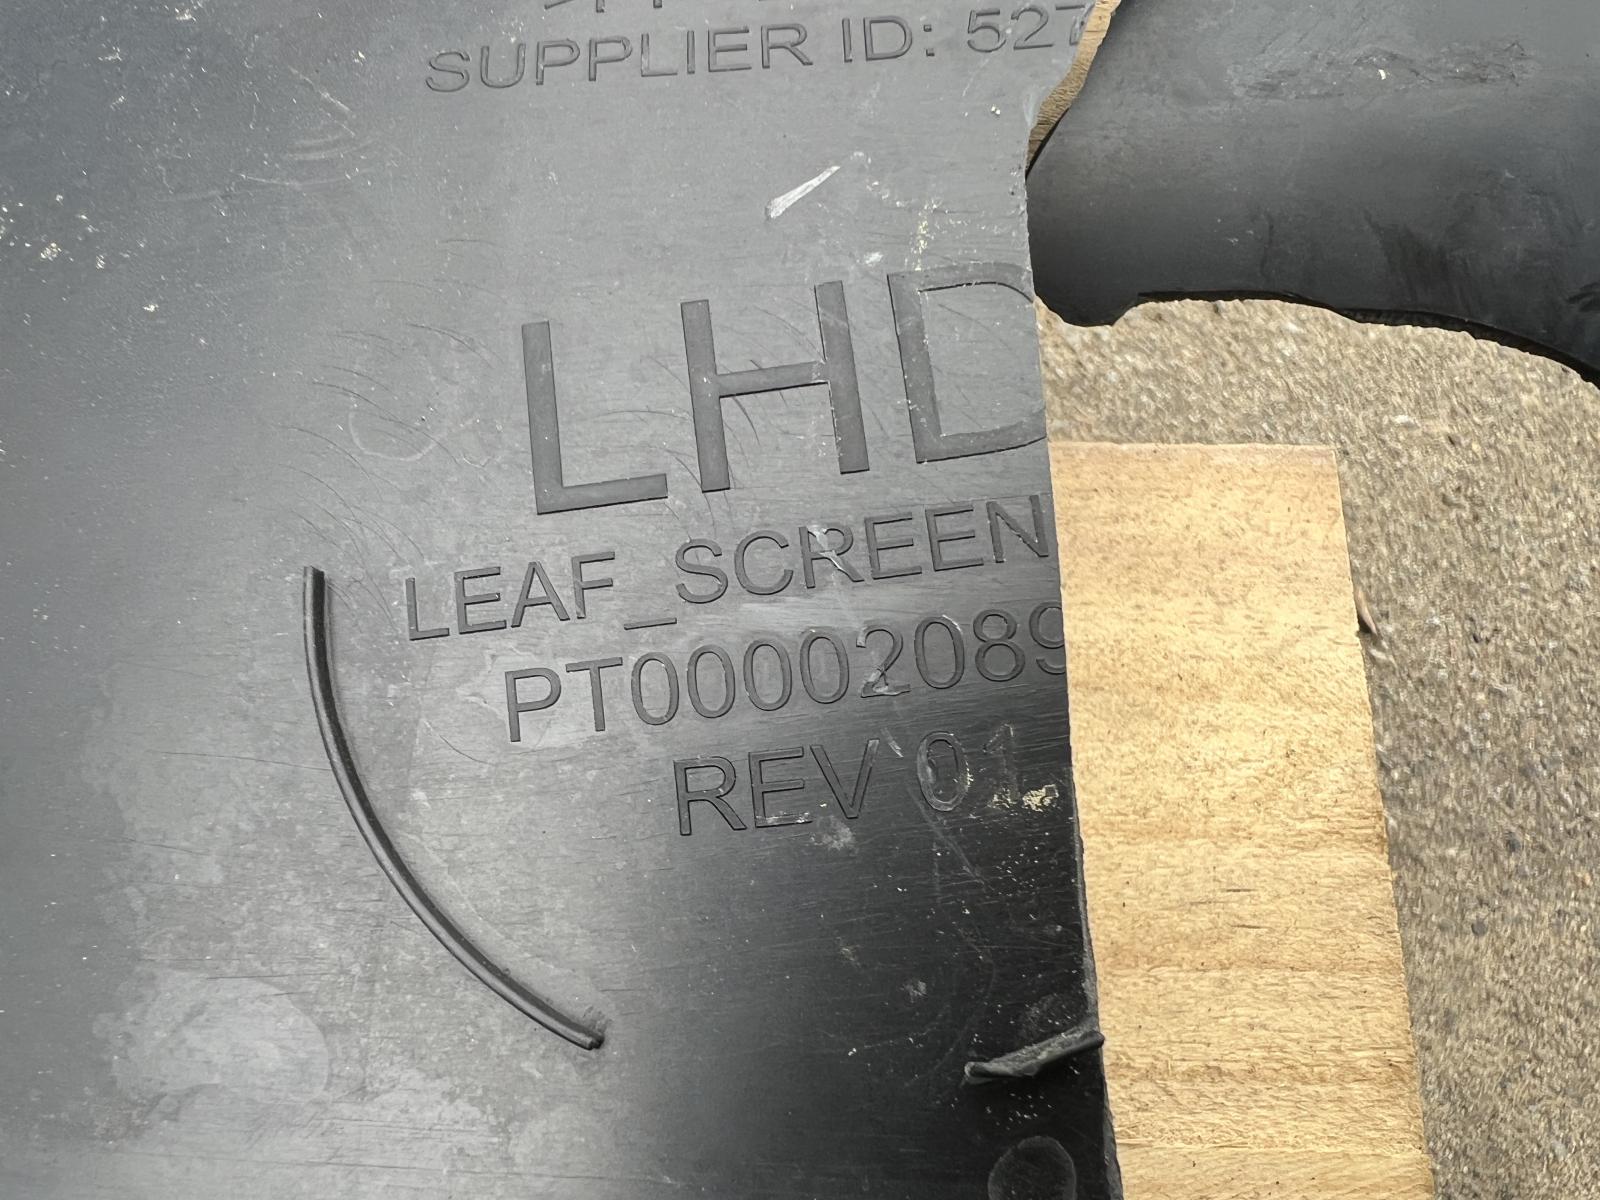 SUPPLIER ID: 527
LHD
LEAF_SCREEN
PT00002089
REV 01